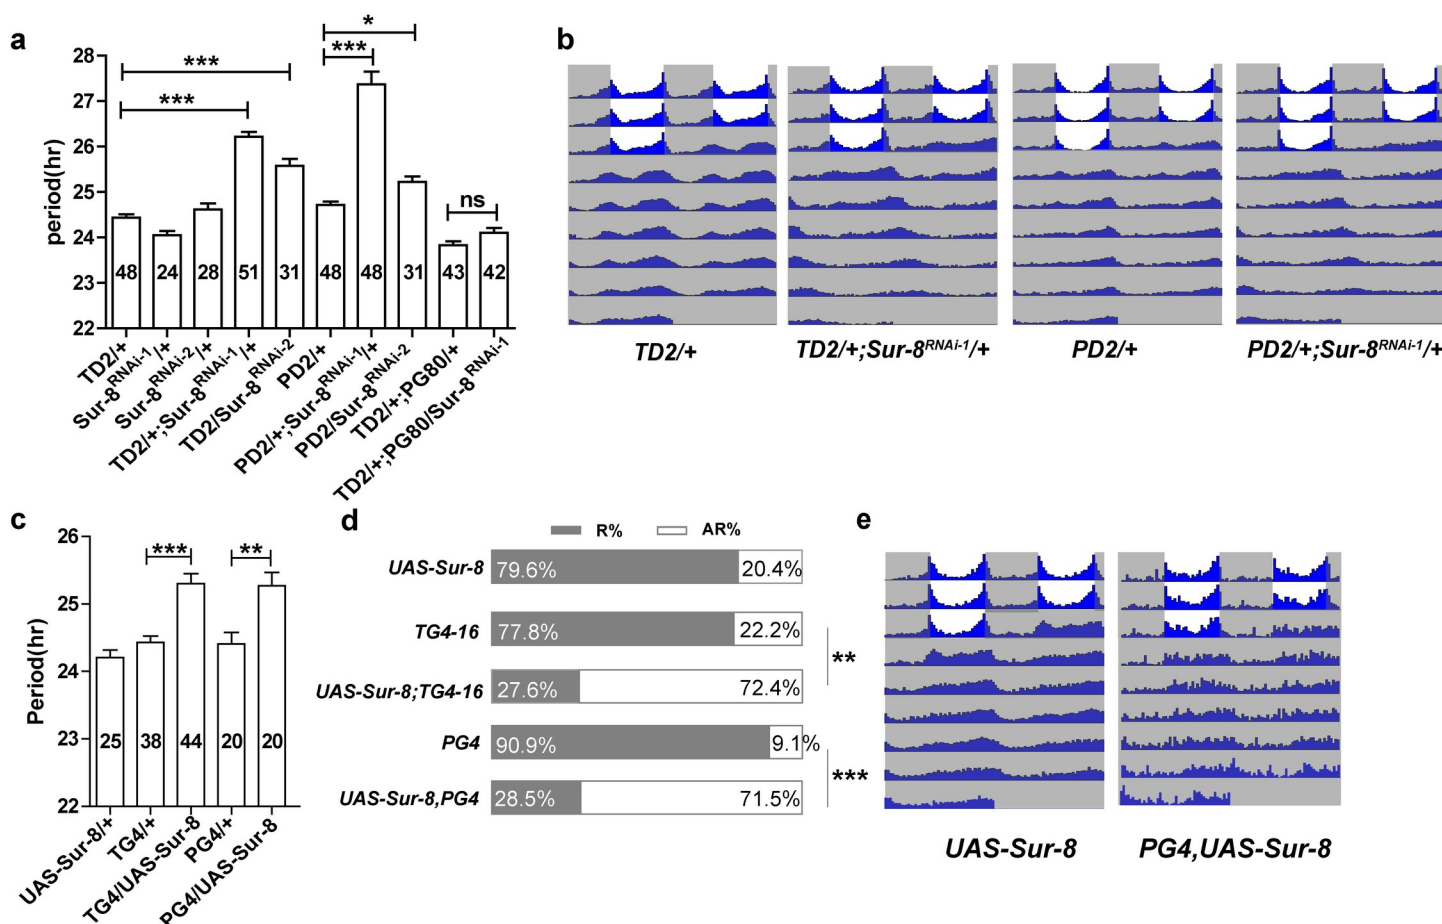 a
28
27
26
25
24
23
22
period(hr)
***
***
***
*
ns
48
24
28
51
31
48
48
31
43
42
TD2/+
Sur-8RNAi-1/+
Sur-8RNAi-2/+
TD2/+;Sur-8RNAi-1/+
TD2/Sur-8RNAi-2
PD2/+
PD2/+;Sur-8RNAi-1/+
PD2/Sur-8RNAi-2
TD2/+;PG80/+
TD2/+;PG80/Sur-8RNAi-1
b
TD2/+
TD2/+;Sur-8RNAi-1/+
PD2/+
PD2/+;Sur-8RNAi-1/+
c
26
25
24
23
22
Period(hr)
***
**
25
38
44
20
20
UAS-Sur-8/+
TG4/+
TG4/UAS-Sur-8
PG4/+
PG4/UAS-Sur-8
d
R% AR%
UAS-Sur-8 79.6% 20.4%
TG4-16 77.8% 22.2%
**
UAS-Sur-8;TG4-16 27.6% 72.4%
PG4 90.9% 9.1%
***
UAS-Sur-8,PG4 28.5% 71.5%
e
UAS-Sur-8
PG4,UAS-Sur-8